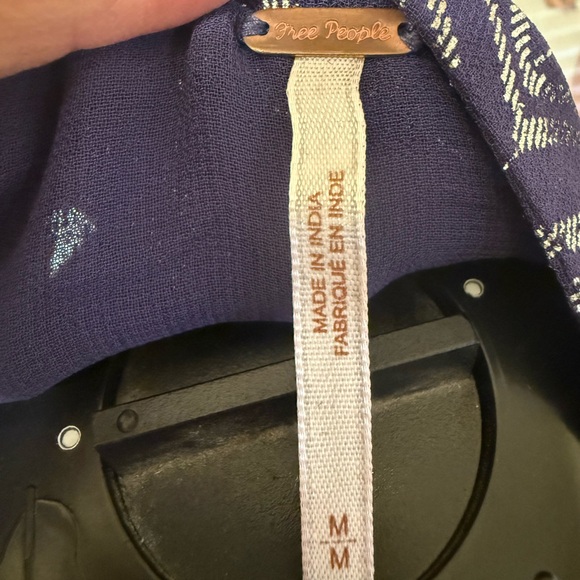 Free People
MADE IN INDIA
FABRIQUÉ EN INDE
M
M